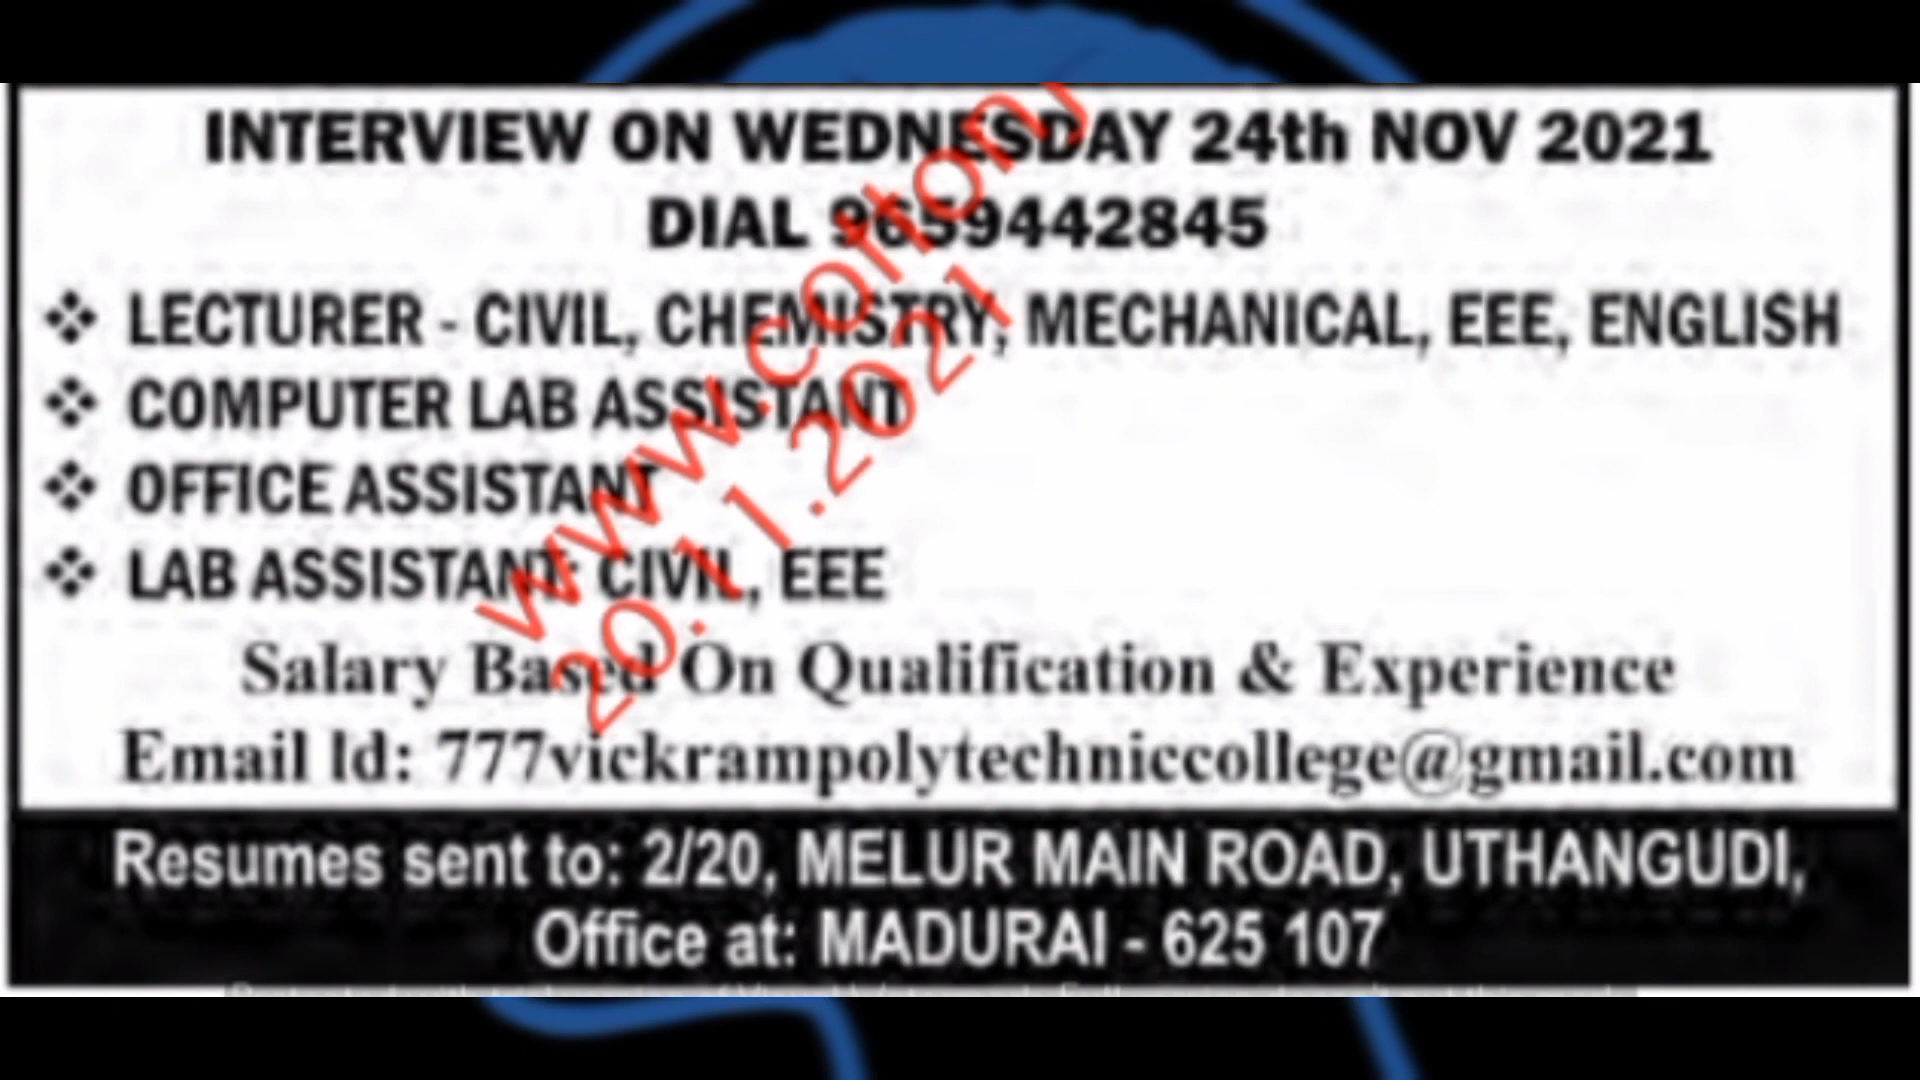 INTERVIEW ON WEDNESDAY 24th NOV 2021
DIAL 9659442845
❖ LECTURER - CIVIL, CHEMISTRY, MECHANICAL, EEE, ENGLISH
❖ COMPUTER LAB ASSISTANT
❖ OFFICE ASSISTANT
❖ LAB ASSISTANT: CIVIL, EEE
Salary Based On Qualification & Experience
Email Id: 777vickrampolytechniccollege@gmail.com
Resumes sent to: 2/20, MELUR MAIN ROAD, UTHANGUDI,
Office at: MADURAI - 625 107
20.11.2021